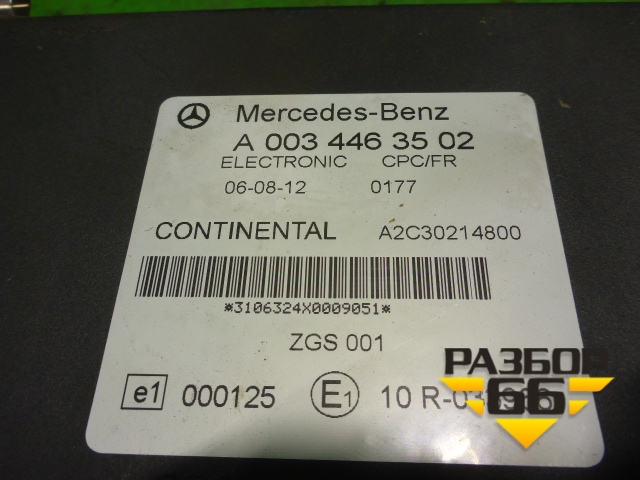 Mercedes-Benz
A 003 446 35 02
ELECTRONIC CPC/FR
06-08-12 0177
CONTINENTAL A2C30214800
*3106324X0009051*
ZGS 001
e1 000125 E1 10 R-03
РАЗБОР
66